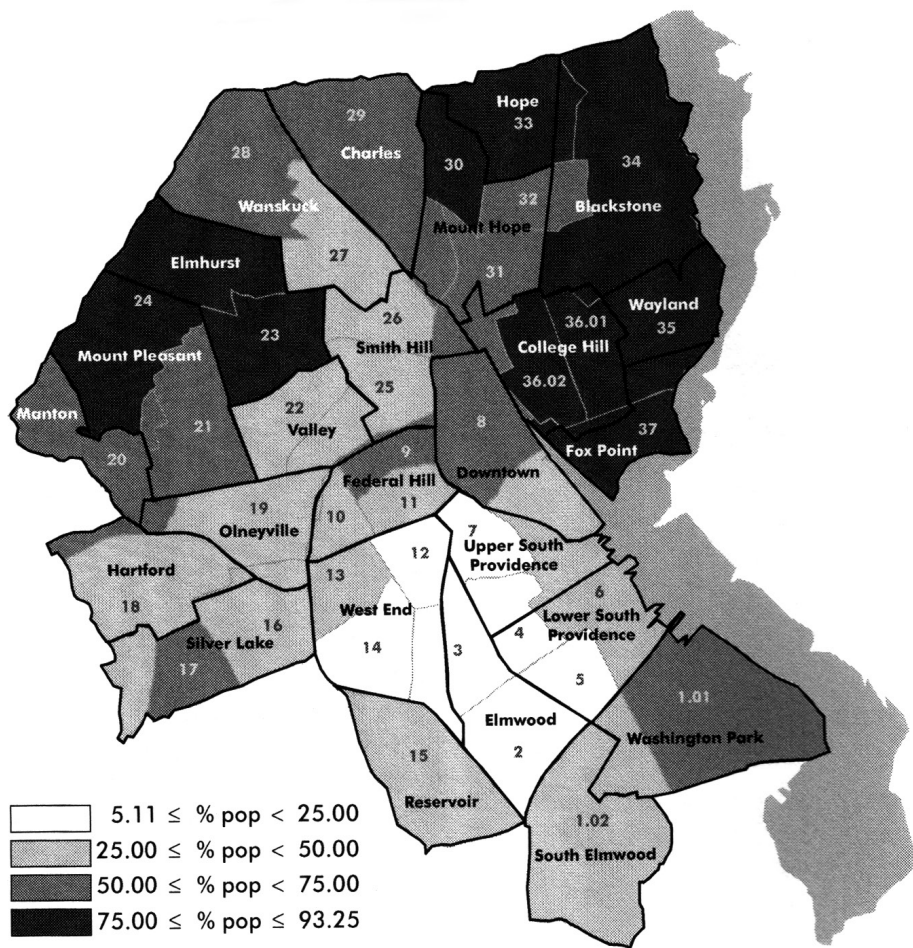 Hope
33
29
Charles
28
30
34
32
Wanskuck
Mount Hope
Blackstone
27
Elmhurst
31
24
26
36.01
Wayland
35
23
Smith Hill
College Hill
Mount Pleasant
25
36.02
Manton
22
Valley
21
8
37
Fox Point
20
9
Federal Hill
Downtown
19
Olneyville
10
11
7
Upper South
Providence
12
Hartford
13
6
18
West End
Lower South
Providence
16
Silver Lake
4
14
3
17
5
1.01
Elmwood
2
Washington Park
15
Reservoir
1.02
South Elmwood
5.11 ≤ % pop < 25.00
25.00 ≤ % pop < 50.00
50.00 ≤ % pop < 75.00
75.00 ≤ % pop ≤ 93.25